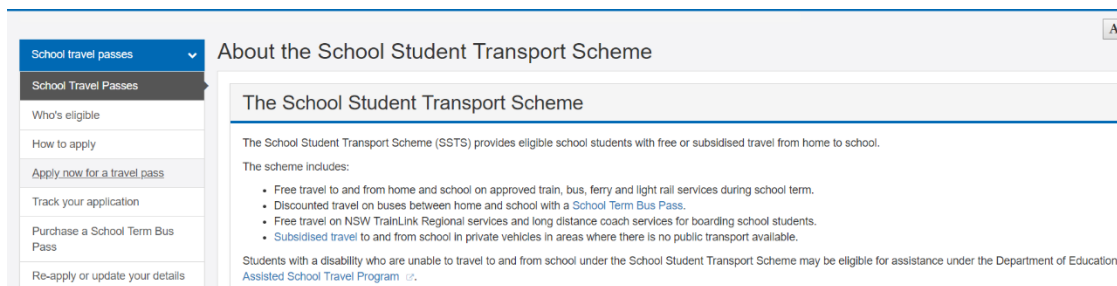 A
School travel passes
About the School Student Transport Scheme
School Travel Passes
Who's eligible
How to apply
Apply now for a travel pass
Track your application
Purchase a School Term Bus
Pass
Re-apply or update your details
The School Student Transport Scheme
The School Student Transport Scheme (SSTS) provides eligible school students with free or subsidised travel from home to school.
The scheme includes:
• Free travel to and from home and school on approved train, bus, ferry and light rail services during school term.
• Discounted travel on buses between home and school with a School Term Bus Pass.
• Free travel on NSW TrainLink Regional services and long distance coach services for boarding school students.
• Subsidised travel to and from school in private vehicles in areas where there is no public transport available.
Students with a disability who are unable to travel to and from school under the School Student Transport Scheme may be eligible for assistance under the Department of Education
Assisted School Travel Program